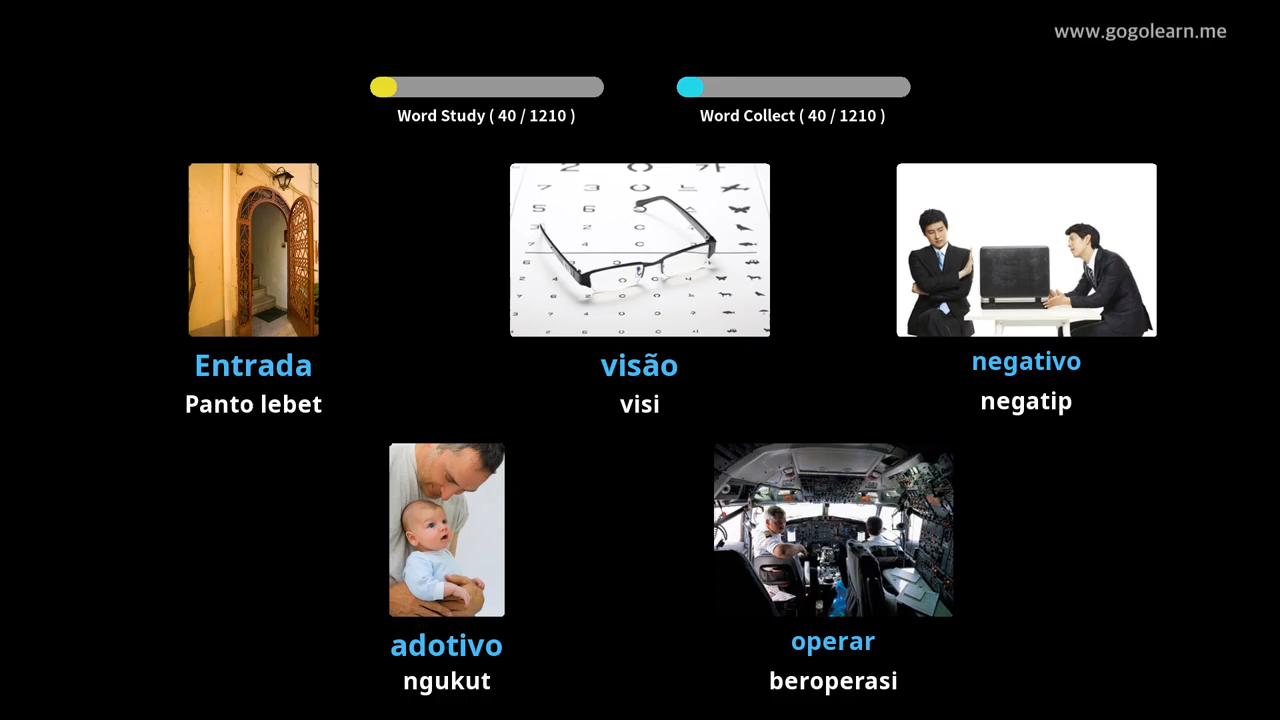 www.gogolearn.me
Word Study ( 40 / 1210 )
Word Collect ( 40 / 1210 )
Entrada
Panto lebet
visão
visi
negativo
negatip
adotivo
ngukut
operar
beroperasi